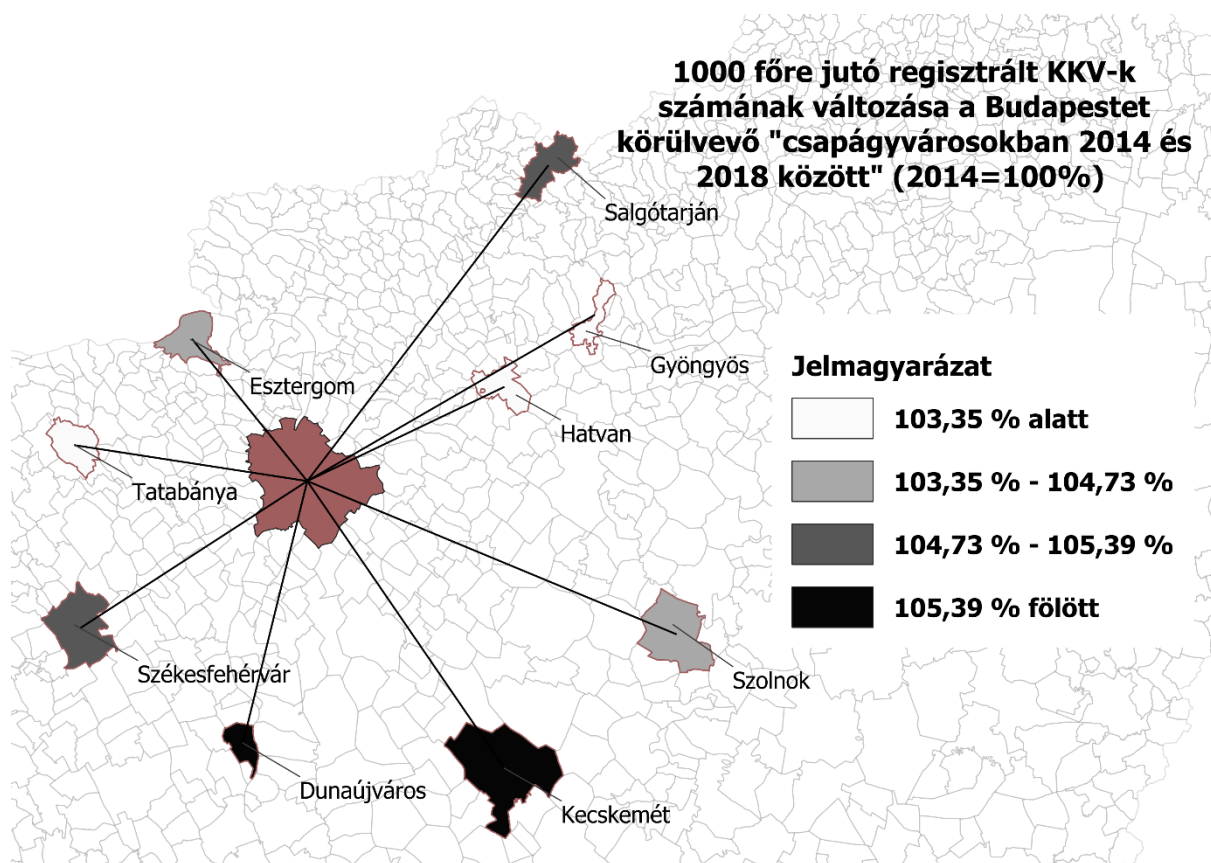 1000 főre jutó regisztrált KKV-k
számának változása a Budapestet
körülvevő "csapágyvárosokban 2014 és
2018 között" (2014=100%)
Salgótarján
Gyöngyös
Esztergom
Hatvan
Tatabánya
Székesfehérvár
Szolnok
Dunaújváros
Kecskemét
Jelmagyarázat
103,35 % alatt
103,35 % - 104,73 %
104,73 % - 105,39 %
105,39 % fölött